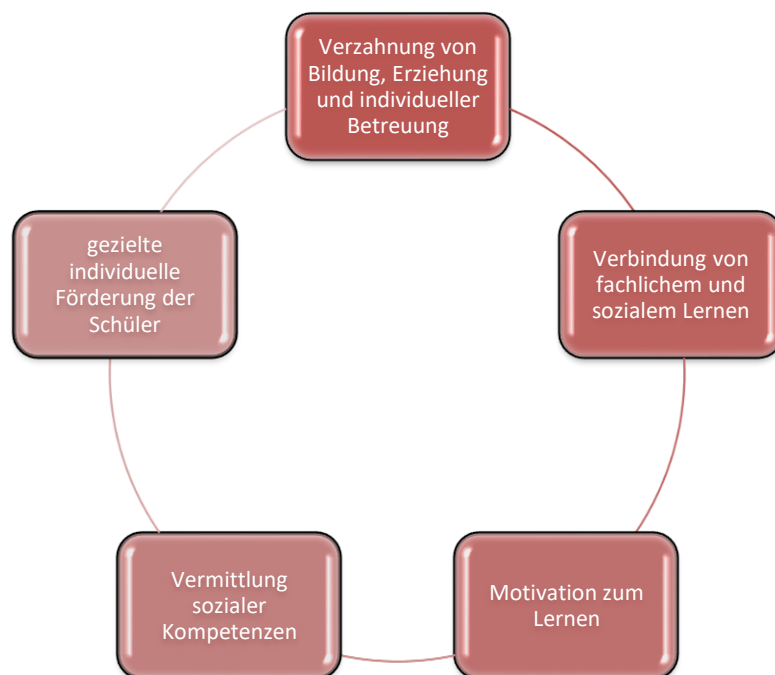 Verzahnung von
Bildung, Erziehung
und individueller
Betreuung
Verbindung von
fachlichem und
sozialem Lernen
Motivation zum
Lernen
Vermittlung
sozialer
Kompetenzen
gezielte
individuelle
Förderung der
Schüler